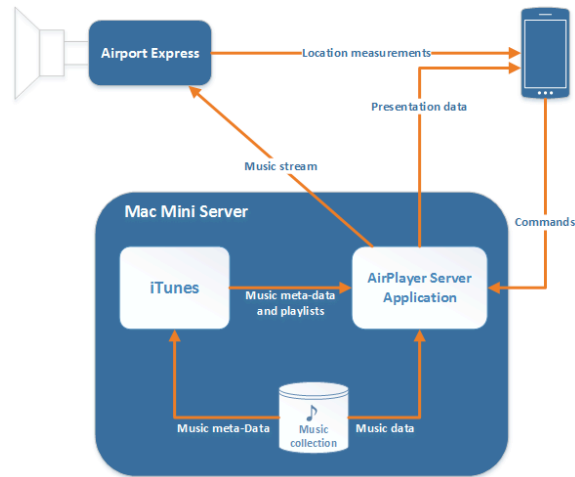 Airport Express
Location measurements
Presentation data
Music stream
Mac Mini Server
Commands
iTunes
AirPlayer Server
Application
Music meta-data
and playlists
Music meta-Data
Music
collection
Music data